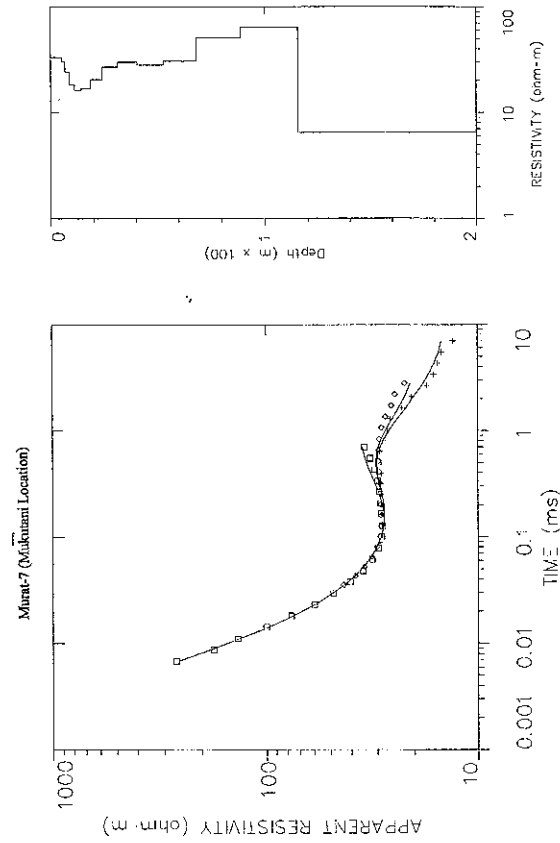 Murat-7 (Mukutani Location)
APPARENT RESISTIVITY (ohm-m)
1000
100
10
0.001
0.01
0.1
1
10
TIME (ms)
Depth (m x 100)
0
1
2
1
10
100
RESISTIVITY (ohm-m)